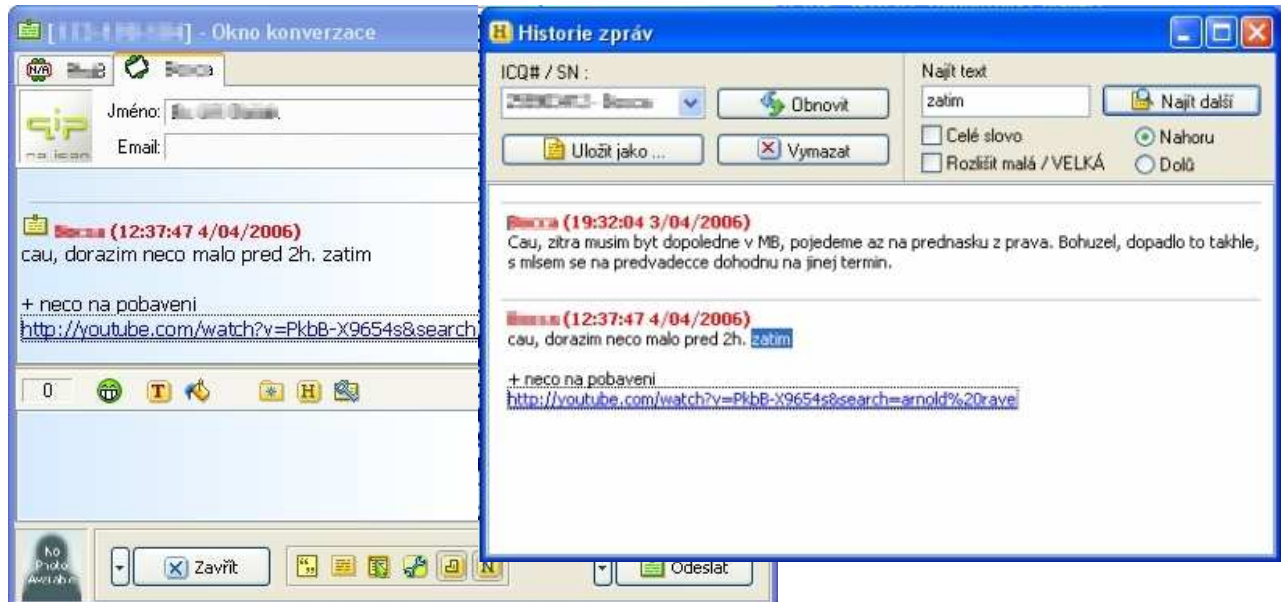 - Okno konverzace
N/A
Jméno:
qip
Email:
(12:37:47 4/04/2006)
cau, dorazim neco malo pred 2h. zatim
+ neco na pobaveni
http://youtube.com/watch?v=PkbB-X9654s&search
0
T
H
No
Photo
Zavřít
N
Odeslat
H Historie zpráv
ICQ# / SN :
Obnovit
Uložit jako ...
Vymazat
Najít text
zatim
Najít další
Celé slovo
Nahoru
Rozlišit malá / VELKÁ
Dolů
(19:32:04 3/04/2006)
Cau, zitra musim byt dopoledne v MB, pojedeme az na prednasku z prava. Bohuzel, dopadlo to takhle,
s mlsem se na predvadecce dohodnu na jinej termin.
(12:37:47 4/04/2006)
cau, dorazim neco malo pred 2h. zatim
+ neco na pobaveni
http://youtube.com/watch?v=PkbB-X9654s&search=arnold%20rave